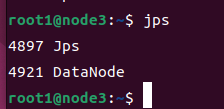 root1@node3:~$ jps
4897 Jps
4921 DataNode
root1@node3:~$